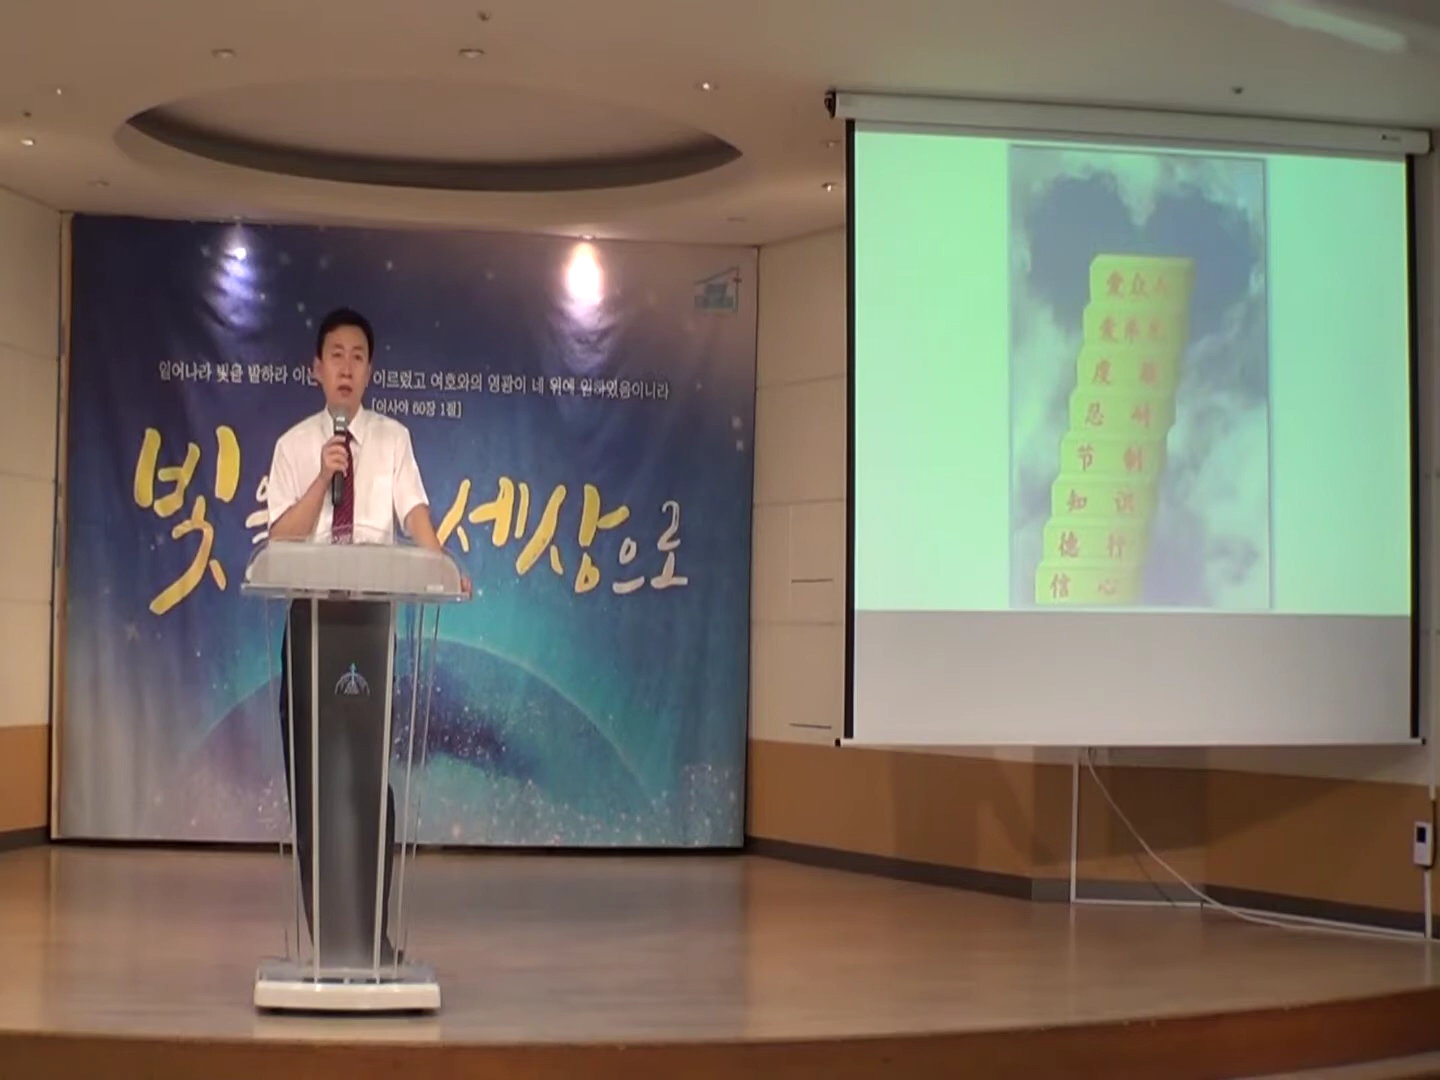 일어나라 빛을 발하라 이는 이르렀고 여호와의 영광이 네 위에 임하였음이니라
[이사야 60장 1절]
빛을 세상으로
爱众人
爱弟兄
度 敬
忍 耐
节 制
知 识
德 行
信 心